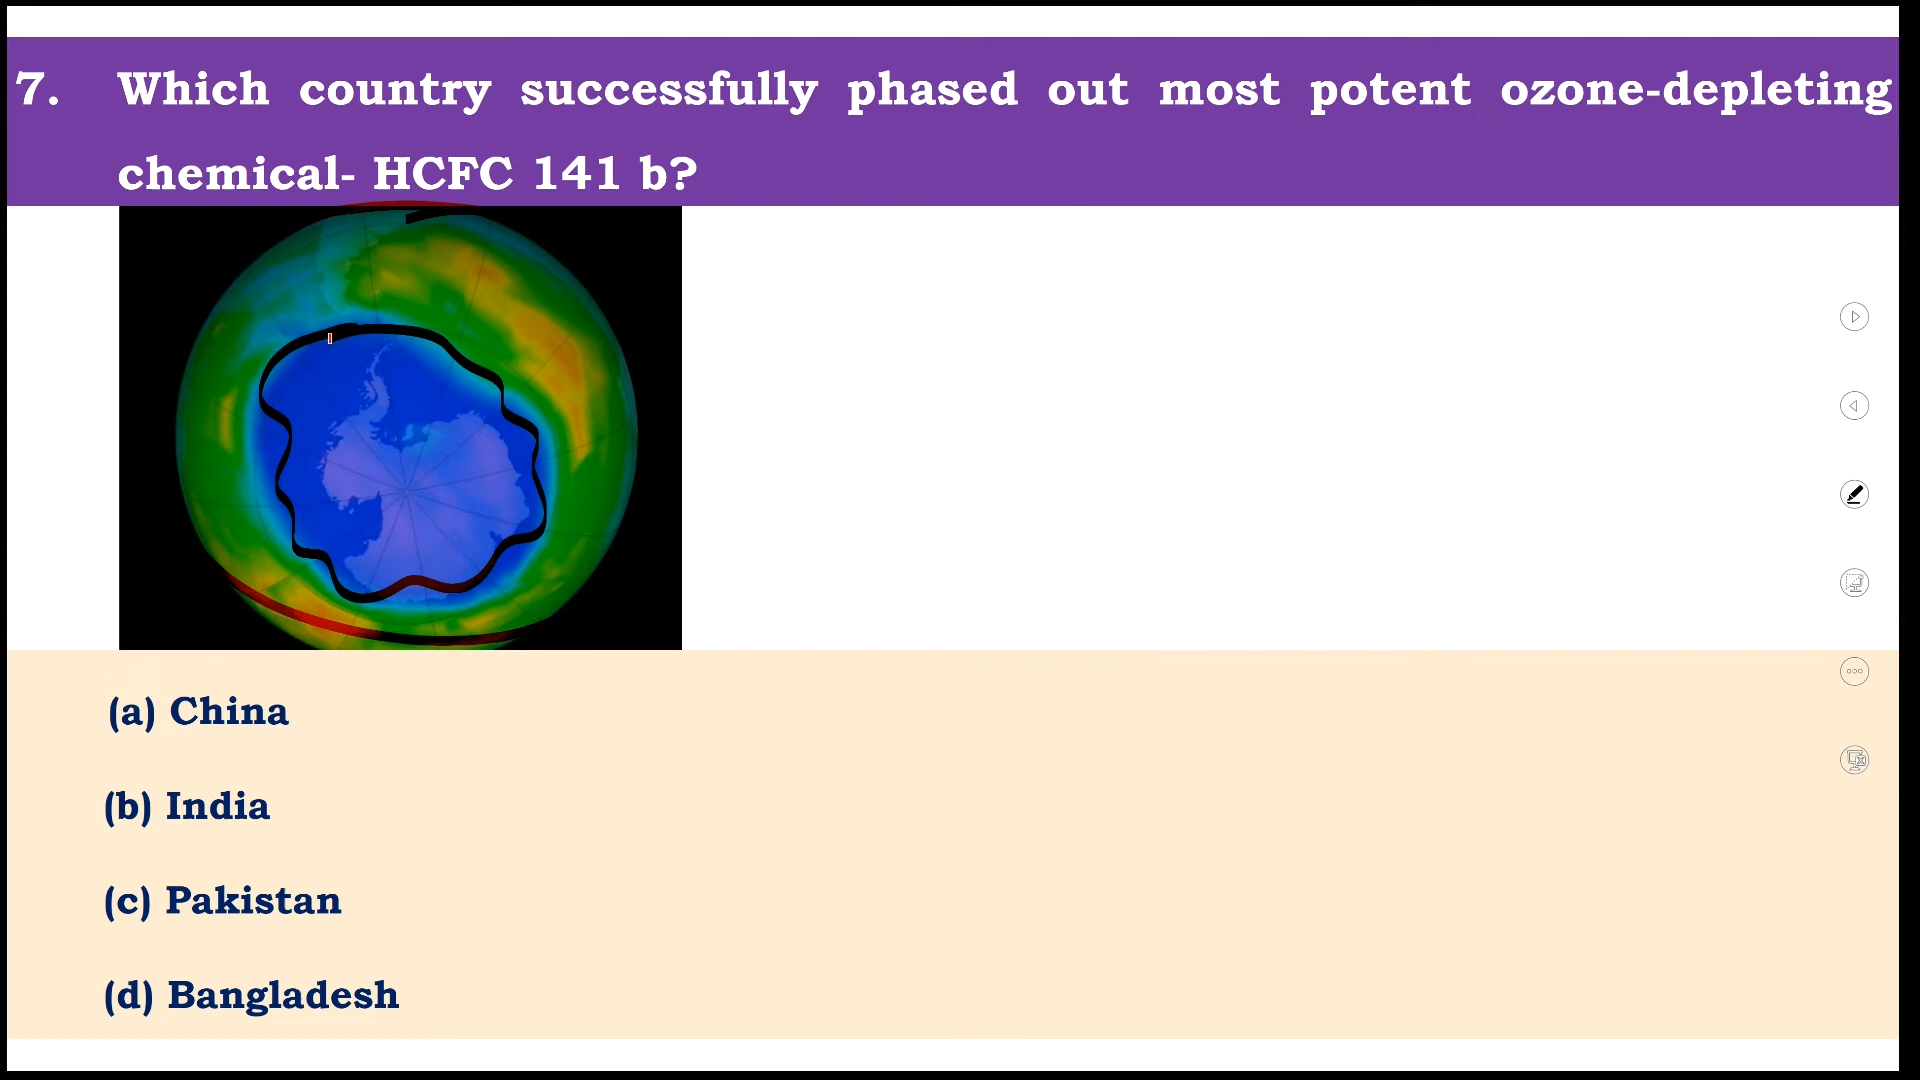 7. Which country successfully phased out most potent ozone-depleting
chemical- HCFC 141 b?
(a) China
(b) India
(c) Pakistan
(d) Bangladesh